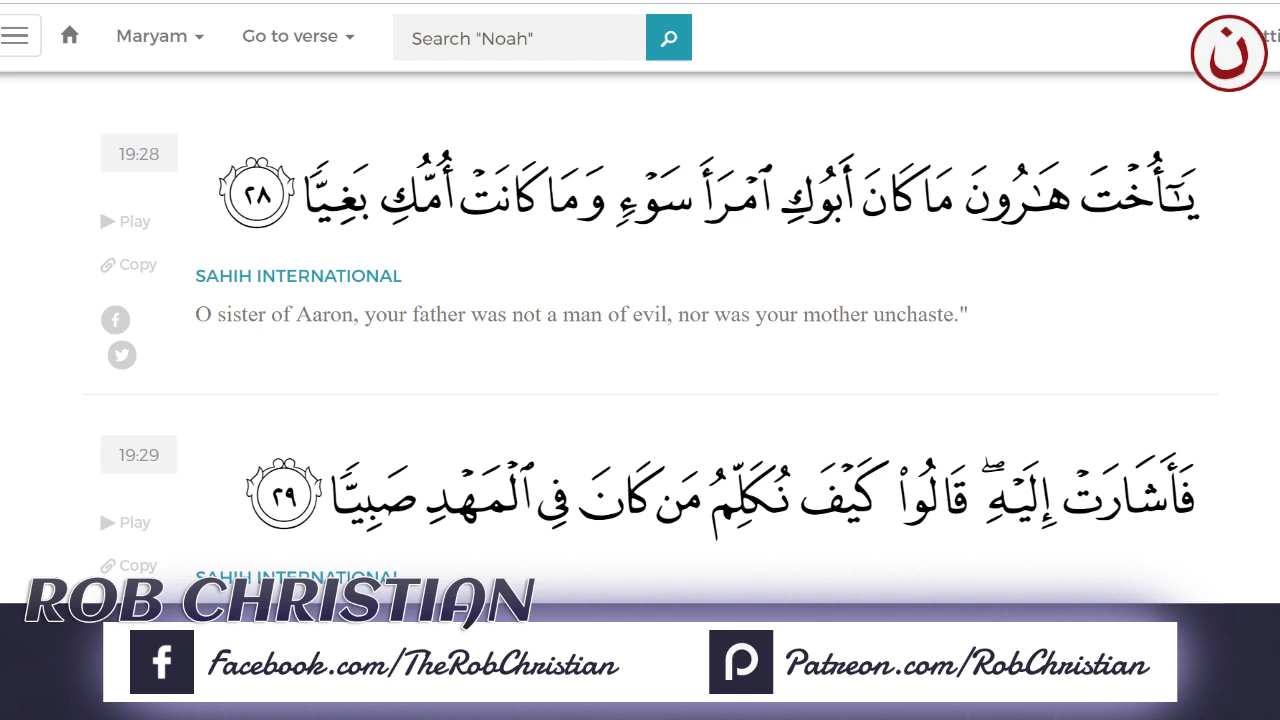 Maryam
Go to verse
Search "Noah"
ن
19:28
يَٰٓأُخْتَ هَٰرُونَ مَا كَانَ أَبُوكِ ٱمْرَأَ سَوْءٍ وَمَا كَانَتْ أُمُّكِ بَغِيًّا ٢٨
Play
Copy
SAHIH INTERNATIONAL
O sister of Aaron, your father was not a man of evil, nor was your mother unchaste."
19:29
فَأَشَارَتْ إِلَيْهِ ۖ قَالُوا۟ كَيْفَ نُكَلِّمُ مَن كَانَ فِى ٱلْمَهْدِ صَبِيًّا ٢٩
Play
Copy
SAHIH INTERNATIONAL
ROB CHRISTIAN
Facebook.com/TheRobChristian
Patreon.com/RobChristian